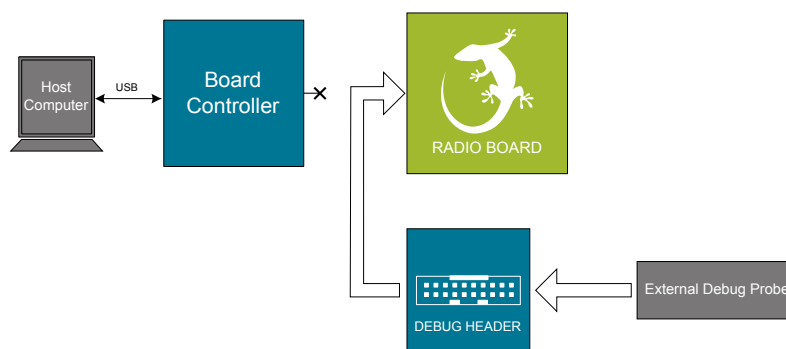 Host
Computer
USB
Board
Controller
RADIO BOARD
DEBUG HEADER
External Debug Probe